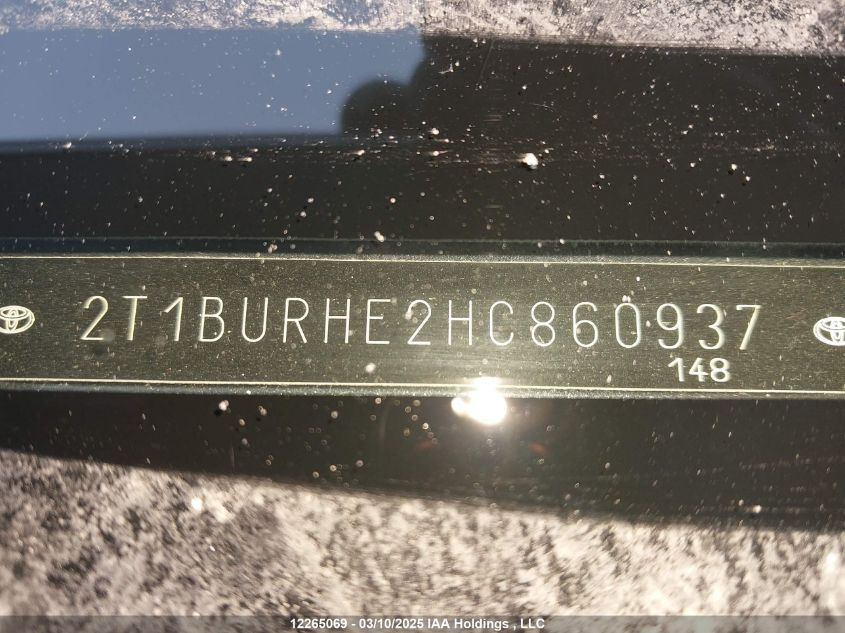 2T1BURHE2HC860937
148
12265069 - 03/10/2025 IAA Holdings , LLC